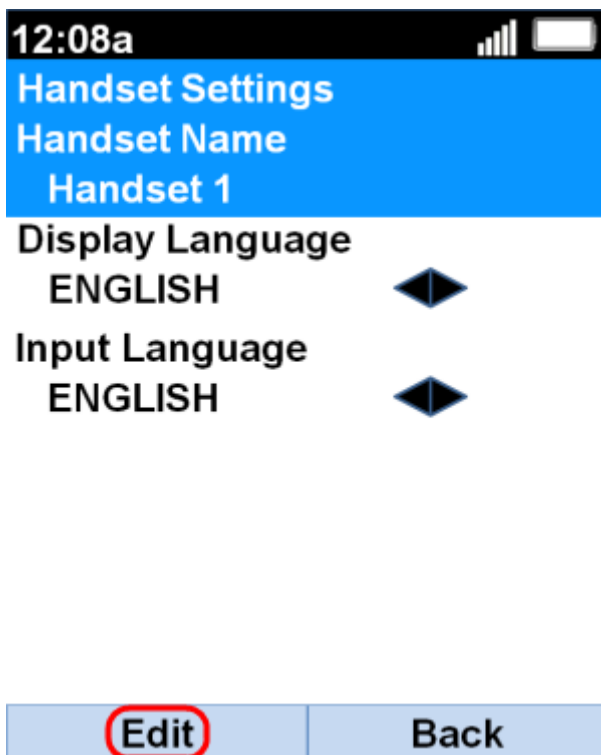 12:08a
Handset Settings
Handset Name
Handset 1
Display Language
ENGLISH
Input Language
ENGLISH
Edit Back